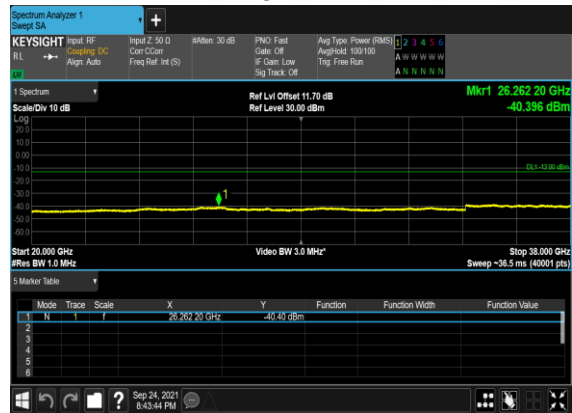 Spectrum Analyzer 1
Swept SA
+
KEYSIGHT Input: RF Input Z: 50 Ω #Atten: 30 dB PNO: Fast Avg Type: Power (RMS) 1 2 3 4 5 6
RL Coupling: DC Corr CCorr Gate: Off Avg|Hold: 100/100 A W W W W W
Align: Auto Freq Ref: Int (S) IF Gain: Low Trig: Free Run
Sig Track: Off A N N N N N
LW
1 Spectrum Ref Lvl Offset 11.70 dB Mkr1 26.262 20 GHz
Scale/Div 10 dB Ref Level 30.00 dBm -40.396 dBm
Log
20.0
10.0
0.00
-10.0 DL1 -13.00 dBm
-20.0
-30.0
1
-40.0
-50.0
-60.0
Start 20.000 GHz Video BW 3.0 MHz* Stop 38.000 GHz
#Res BW 1.0 MHz Sweep ~36.5 ms (40001 pts)
5 Marker Table
Mode Trace Scale X Y Function Function Width Function Value
1 N 1 f 26.262 20 GHz -40.40 dBm
2
3
4
5
6
? Sep 24, 2021
8:43:44 PM